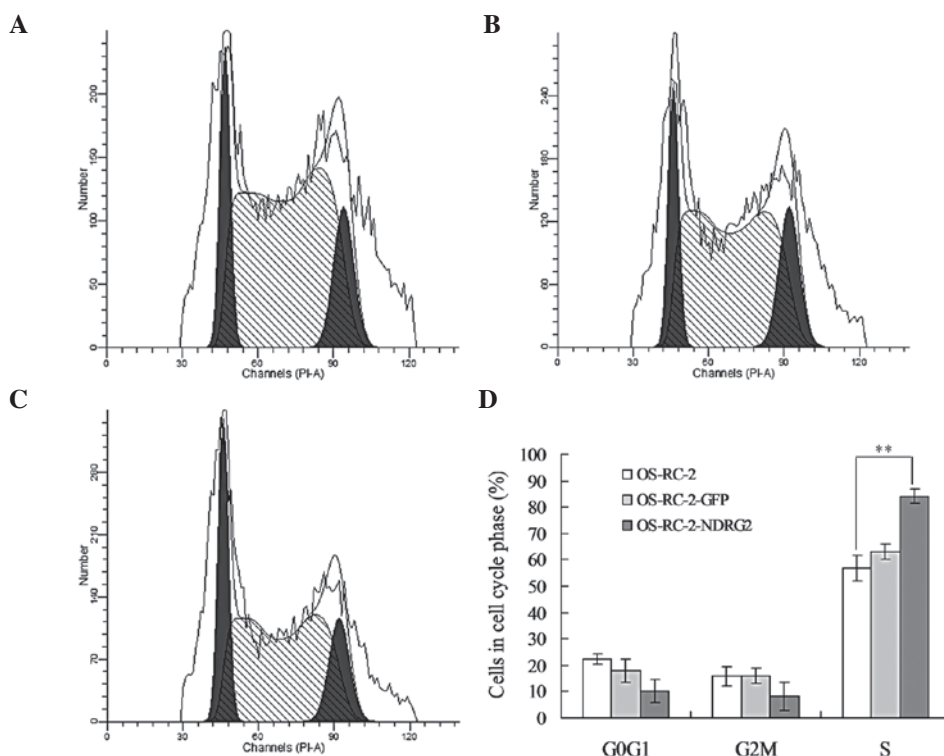 A
Number
200
150
100
50
0
0
30
60
90
120
Channels (PI-A)
B
Number
240
180
120
60
0
0
30
60
90
120
Channels (PI-A)
C
Number
280
210
140
70
0
0
30
60
90
120
Channels (PI-A)
D
Cells in cell cycle phase (%)
100
90
80
70
60
50
40
30
20
10
0
OS-RC-2
OS-RC-2-GFP
OS-RC-2-NDRG2
**
G0G1
G2M
S